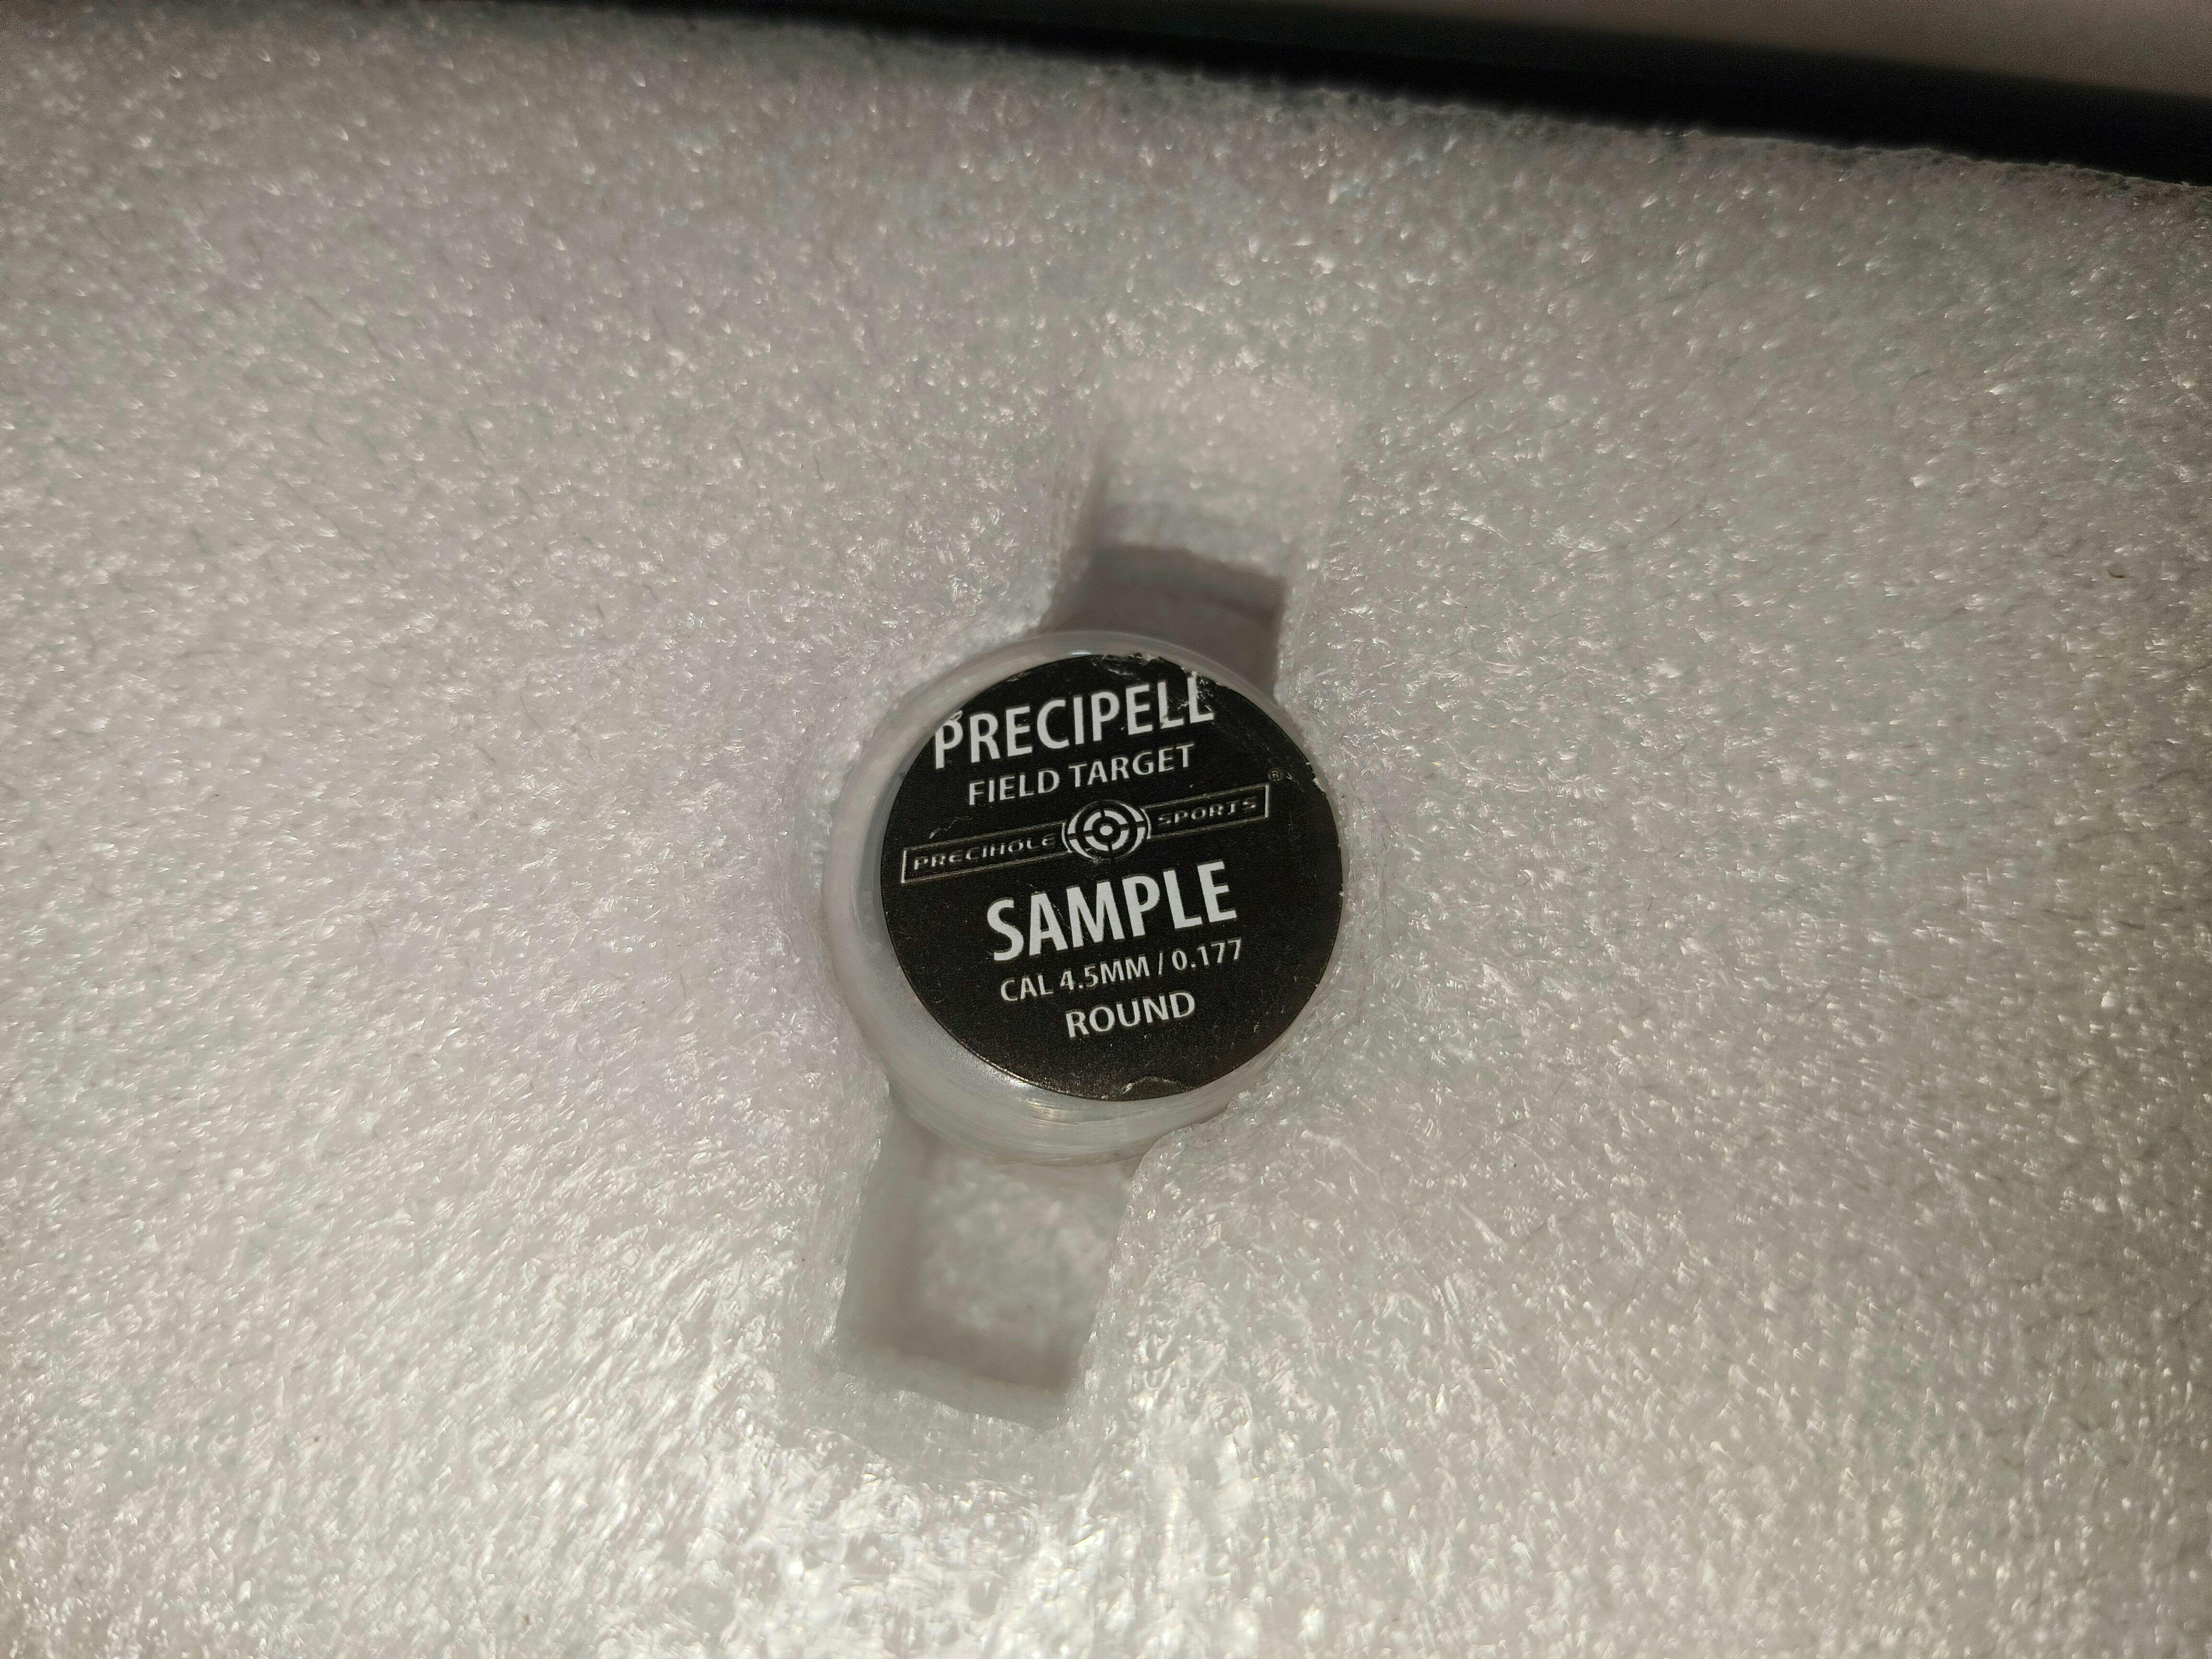 PRECIPELL
FIELD TARGET
PRECIHOLE SPORTS ®
SAMPLE
CAL 4.5MM / 0.177
ROUND